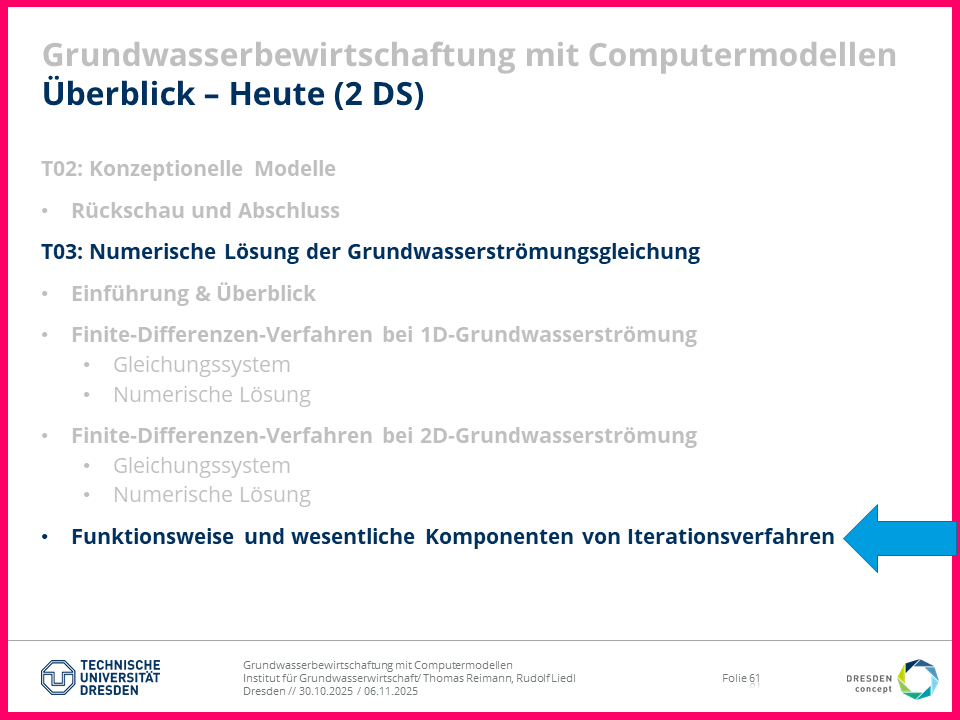 Grundwasserbewirtschaftung mit Computermodellen
Überblick – Heute (2 DS)
T02: Konzeptionelle Modelle
• Rückschau und Abschluss
T03: Numerische Lösung der Grundwasserströmungsgleichung
• Einführung & Überblick
• Finite-Differenzen-Verfahren bei 1D-Grundwasserströmung
• Gleichungssystem
• Numerische Lösung
• Finite-Differenzen-Verfahren bei 2D-Grundwasserströmung
• Gleichungssystem
• Numerische Lösung
• Funktionsweise und wesentliche Komponenten von Iterationsverfahren
TECHNISCHE
UNIVERSITÄT
DRESDEN
Grundwasserbewirtschaftung mit Computermodellen
Institut für Grundwasserwirtschaft/ Thomas Reimann, Rudolf Liedl
Dresden // 30.10.2025 / 06.11.2025
Folie 61
DRESDEN
concept